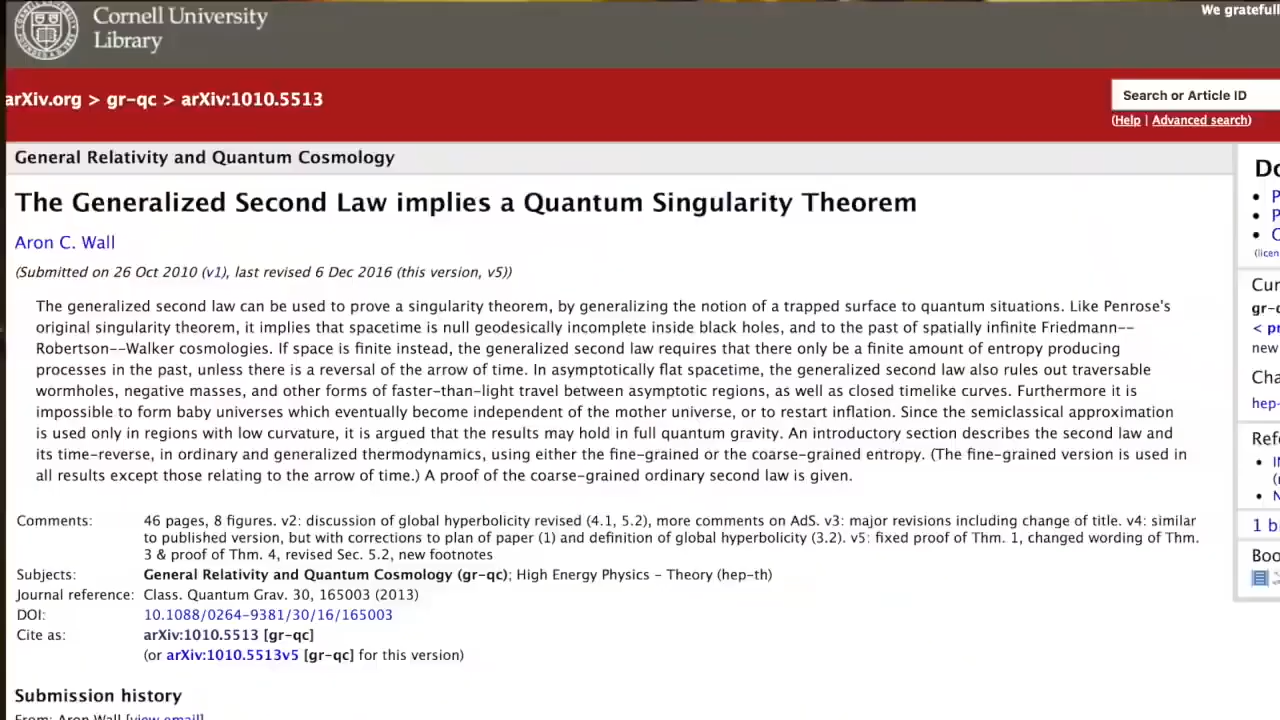 Cornell University
Library
We gratefull
arXiv.org > gr-qc > arXiv:1010.5513
Search or Article ID
(Help | Advanced search)
General Relativity and Quantum Cosmology
The Generalized Second Law implies a Quantum Singularity Theorem
Aron C. Wall
(Submitted on 26 Oct 2010 (v1), last revised 6 Dec 2016 (this version, v5))
The generalized second law can be used to prove a singularity theorem, by generalizing the notion of a trapped surface to quantum situations. Like Penrose's
original singularity theorem, it implies that spacetime is null geodesically incomplete inside black holes, and to the past of spatially infinite Friedmann--
Robertson--Walker cosmologies. If space is finite instead, the generalized second law requires that there only be a finite amount of entropy producing
processes in the past, unless there is a reversal of the arrow of time. In asymptotically flat spacetime, the generalized second law also rules out traversable
wormholes, negative masses, and other forms of faster-than-light travel between asymptotic regions, as well as closed timelike curves. Furthermore it is
impossible to form baby universes which eventually become independent of the mother universe, or to restart inflation. Since the semiclassical approximation
is used only in regions with low curvature, it is argued that the results may hold in full quantum gravity. An introductory section describes the second law and
its time-reverse, in ordinary and generalized thermodynamics, using either the fine-grained or the coarse-grained entropy. (The fine-grained version is used in
all results except those relating to the arrow of time.) A proof of the coarse-grained ordinary second law is given.
Comments: 46 pages, 8 figures. v2: discussion of global hyperbolicity revised (4.1, 5.2), more comments on AdS. v3: major revisions including change of title. v4: similar
to published version, but with corrections to plan of paper (1) and definition of global hyperbolicity (3.2). v5: fixed proof of Thm. 1, changed wording of Thm.
3 & proof of Thm. 4, revised Sec. 5.2, new footnotes
Subjects: General Relativity and Quantum Cosmology (gr-qc); High Energy Physics - Theory (hep-th)
Journal reference: Class. Quantum Grav. 30, 165003 (2013)
DOI: 10.1088/0264-9381/30/16/165003
Cite as: arXiv:1010.5513 [gr-qc]
(or arXiv:1010.5513v5 [gr-qc] for this version)
Submission history
From: Aron Wall [view email]
Do
P
P
(licen
Cur
gr-q
< pr
new
Cha
hep-
Refe
IN
(r
N
1 b
Boo